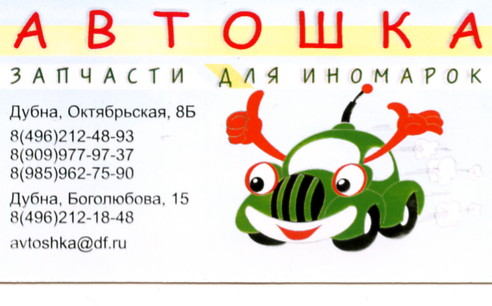 АВТОШКА
ЗАПЧАСТИ ДЛЯ ИНОМАРОК
Дубна, Октябрьская, 8Б
8(496)212-48-93
8(909)977-97-37
8(985)962-75-90
Дубна, Боголюбова, 15
8(496)212-18-48
avtoshka@df.ru